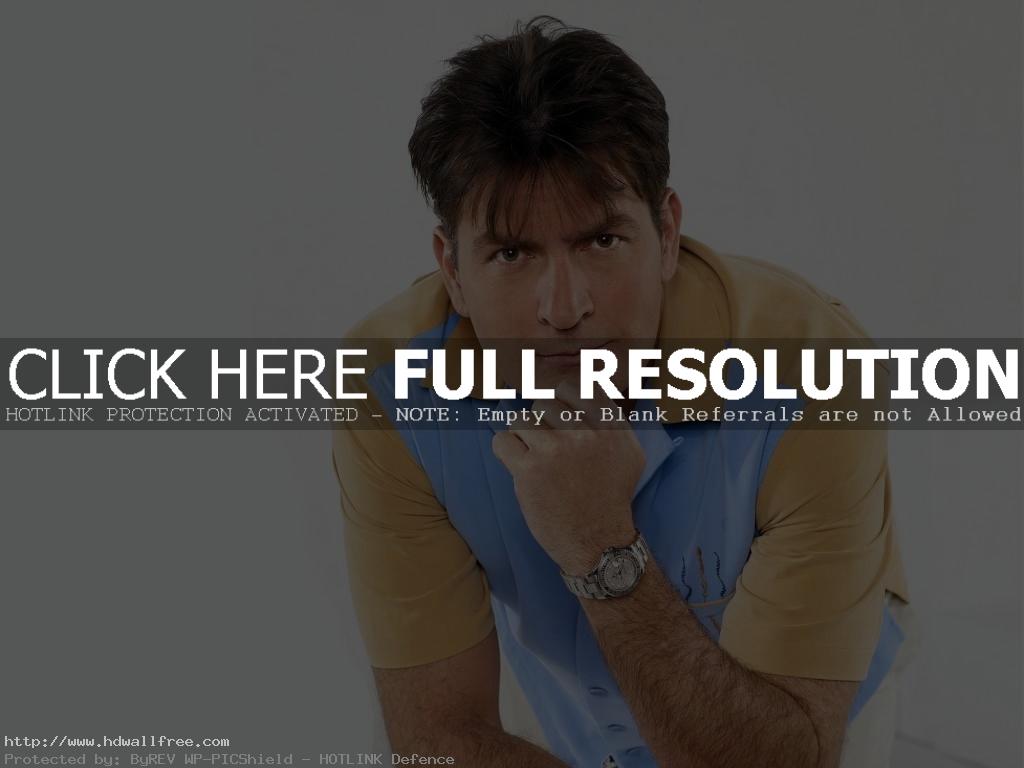 CLICK HERE FULL RESOLUTION
HOTLINK PROTECTION ACTIVATED - NOTE: Empty or Blank Referrals are not Allowed
http://www.hdwallfree.com
Protected by: ByREV WP-PICShield - HOTLINK Defence